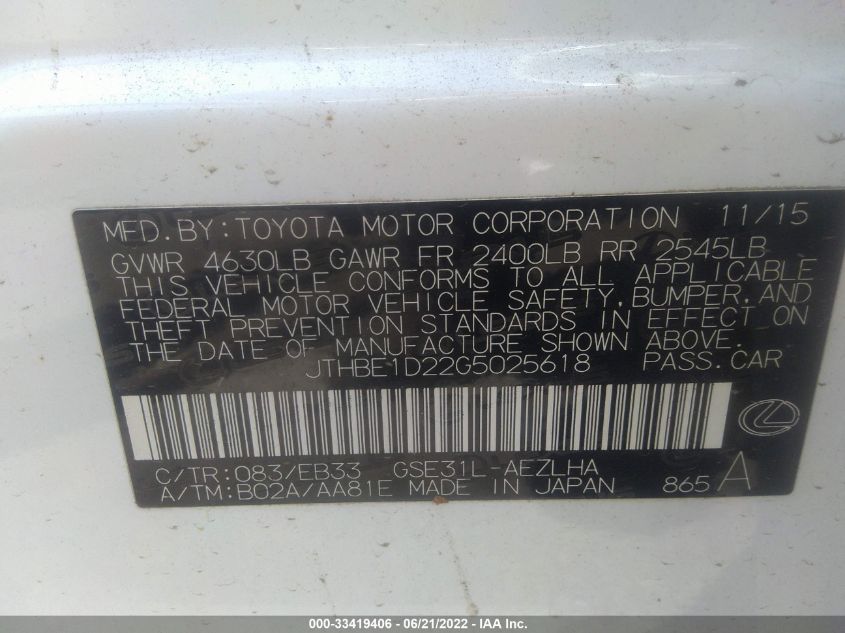 MFD.BY:TOYOTA MOTOR CORPORATION 11/15
GVWR 4630LB GAWR FR 2400LB RR 2545LB
THIS VEHICLE CONFORMS TO ALL APPLICABLE
FEDERAL MOTOR VEHICLE SAFETY,BUMPER,AND
THEFT PREVENTION STANDARDS IN EFFECT ON
THE DATE OF MANUFACTURE SHOWN ABOVE.
JTHBE1D22G5025618 PASS.CAR
C/TR:083/EB33 GSE31L-AEZLHA
A/TM:B02A/AA81E MADE IN JAPAN 865 A
000-33419406 - 06/21/2022 - IAAI.com